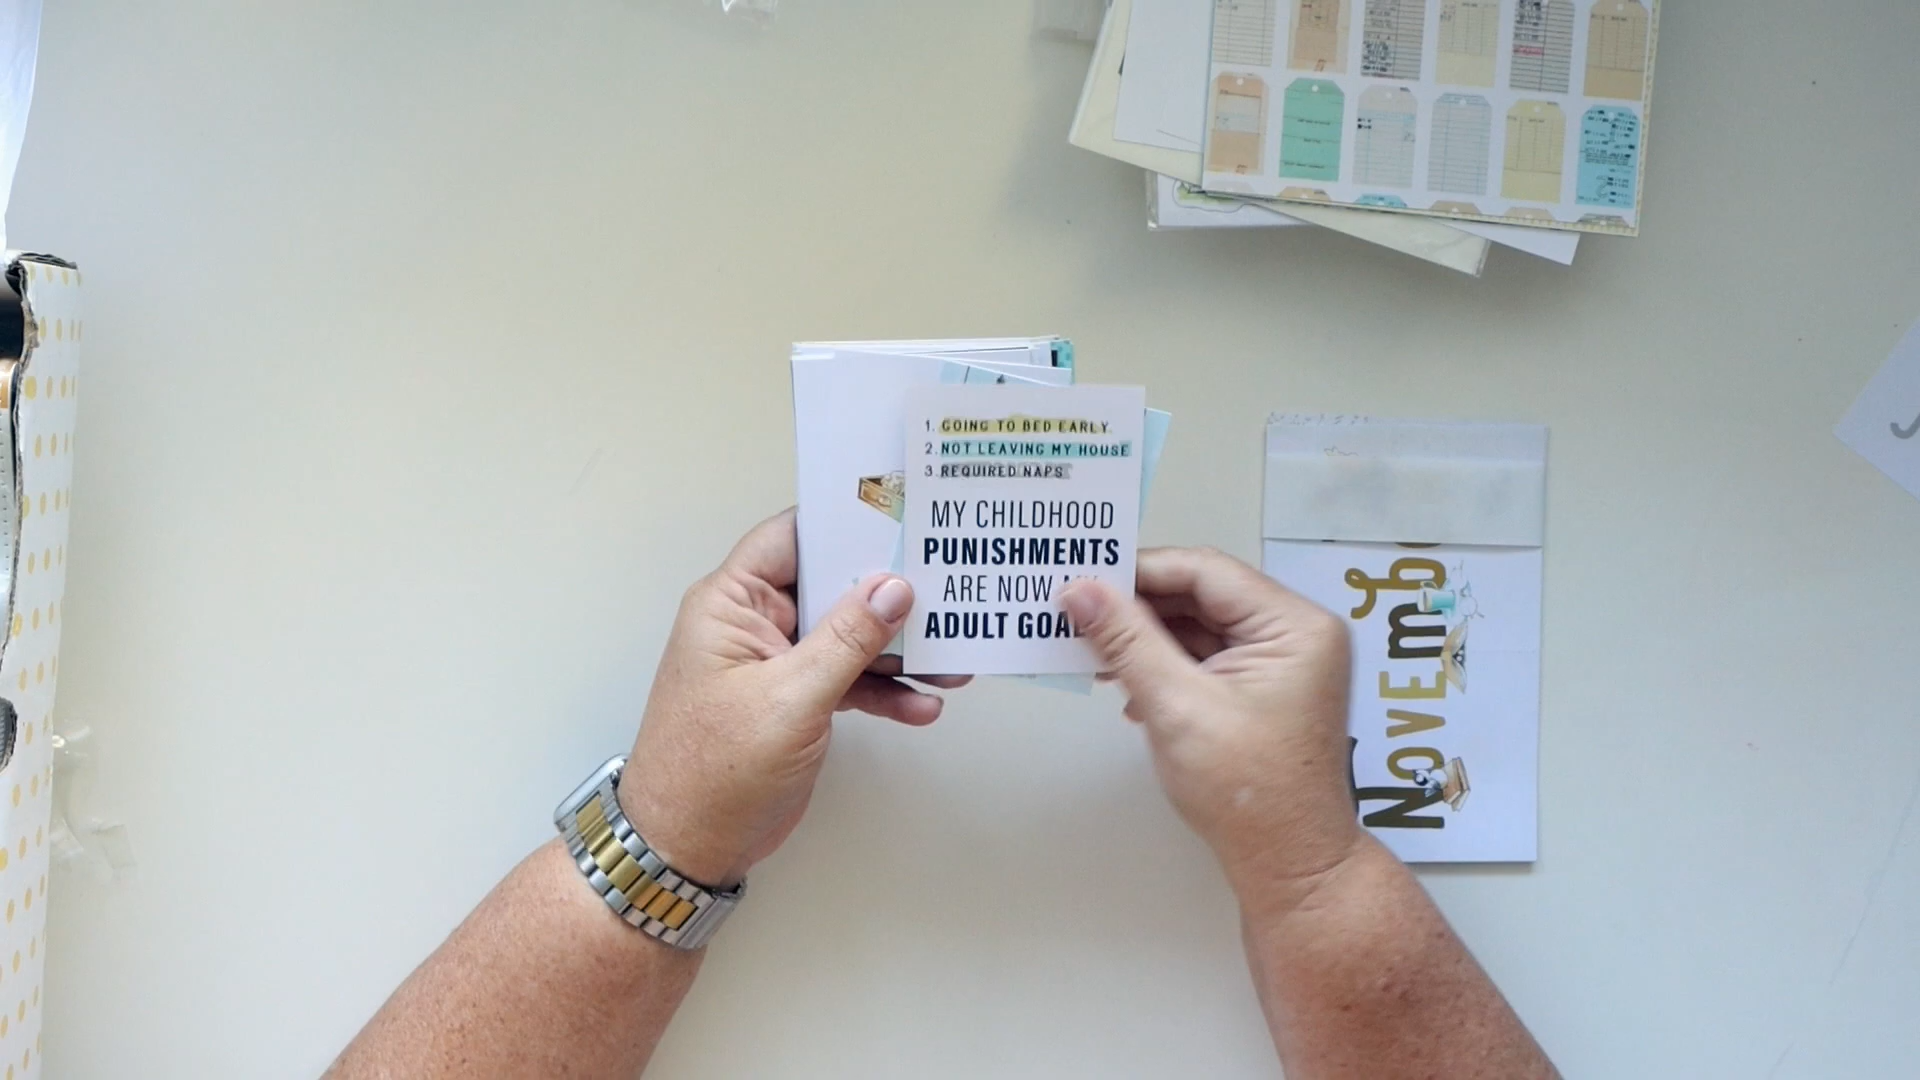 1. GOING TO BED EARLY
2. NOT LEAVING MY HOUSE
3. REQUIRED NAPS
MY CHILDHOOD
PUNISHMENTS
ARE NOW
ADULT
NOVEmb